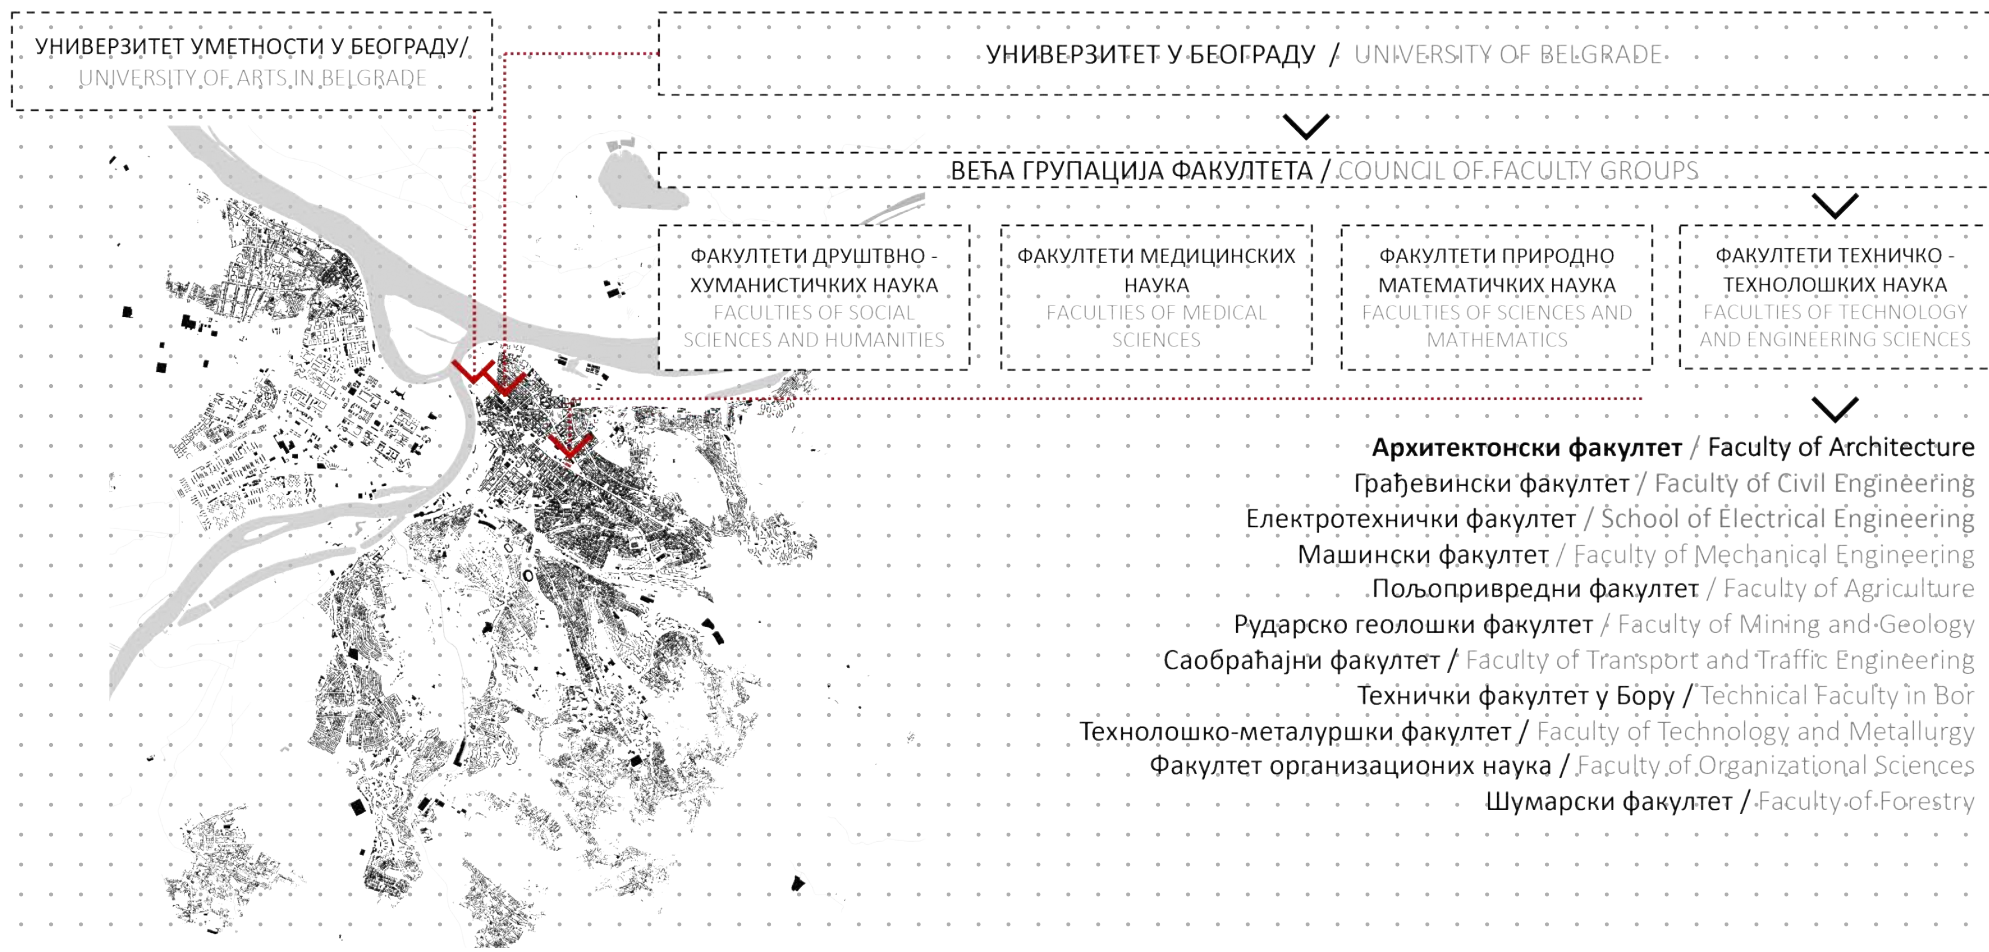 УНИВЕРЗИТЕТ УМЕТНОСТИ У БЕОГРАДУ/
UNIVERSITY OF ARTS IN BELGRADE
УНИВЕРЗИТЕТ У БЕОГРАДУ / UNIVERSITY OF BELGRADE
ВЕЋА ГРУПАЦИЈА ФАКУЛТЕТА / COUNCIL OF FACULTY GROUPS
ФАКУЛТЕТИ ДРУШТВНО -
ХУМАНИСТИЧКИХ НАУКА
FACULTIES OF SOCIAL
SCIENCES AND HUMANITIES
ФАКУЛТЕТИ МЕДИЦИНСКИХ
НАУКА
FACULTIES OF MEDICAL
SCIENCES
ФАКУЛТЕТИ ПРИРОДНО
МАТЕМАТИЧКИХ НАУКА
FACULTIES OF SCIENCES AND
MATHEMATICS
ФАКУЛТЕТИ ТЕХНИЧКО -
ТЕХНОЛОШКИХ НАУКА
FACULTIES OF TECHNOLOGY
AND ENGINEERING SCIENCES
Архитектонски факултет / Faculty of Architecture
Грађевински факултет / Faculty of Civil Engineering
Електротехнички факултет / School of Electrical Engineering
Машински факултет / Faculty of Mechanical Engineering
Пољопривредни факултет / Faculty of Agriculture
Рударско геолошки факултет / Faculty of Mining and Geology
Саобраћајни факултет / Faculty of Transport and Traffic Engineering
Технички факултет у Бору / Technical Faculty in Bor
Технолошко-металуршки факултет / Faculty of Technology and Metallurgy
Факултет организационих наука / Faculty of Organizational Sciences
Шумарски факултет / Faculty of Forestry